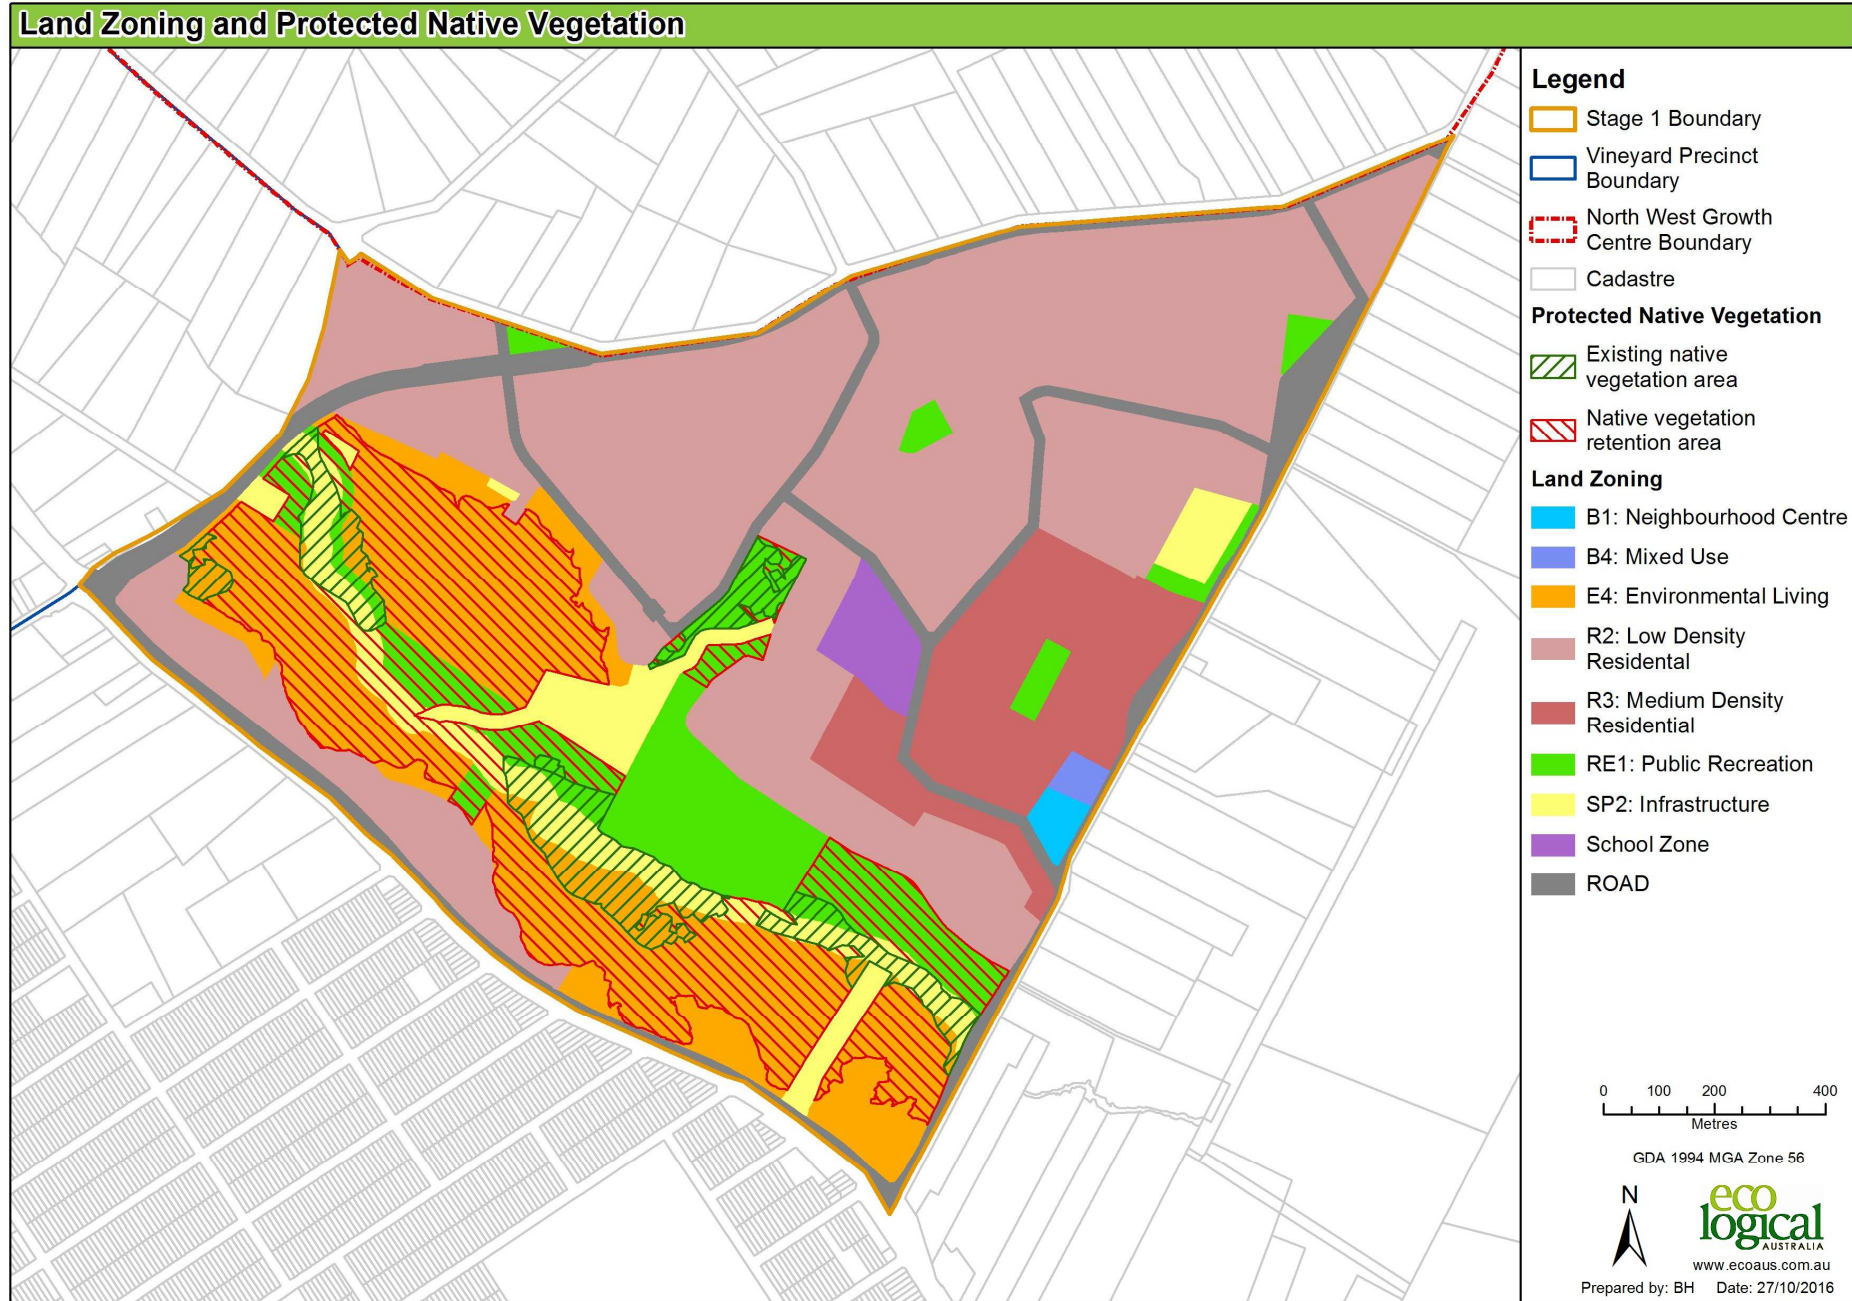 Land Zoning and Protected Native Vegetation
Legend
Stage 1 Boundary
Vineyard Precinct
Boundary
North West Growth
Centre Boundary
Cadastre
Protected Native Vegetation
Existing native
vegetation area
Native vegetation
retention area
Land Zoning
B1: Neighbourhood Centre
B4: Mixed Use
E4: Environmental Living
R2: Low Density
Residental
R3: Medium Density
Residential
RE1: Public Recreation
SP2: Infrastructure
School Zone
ROAD
0 100 200 400
Metres
GDA 1994 MGA Zone 56
N
eco
logical
AUSTRALIA
www.ecoaus.com.au
Prepared by: BH Date: 27/10/2016